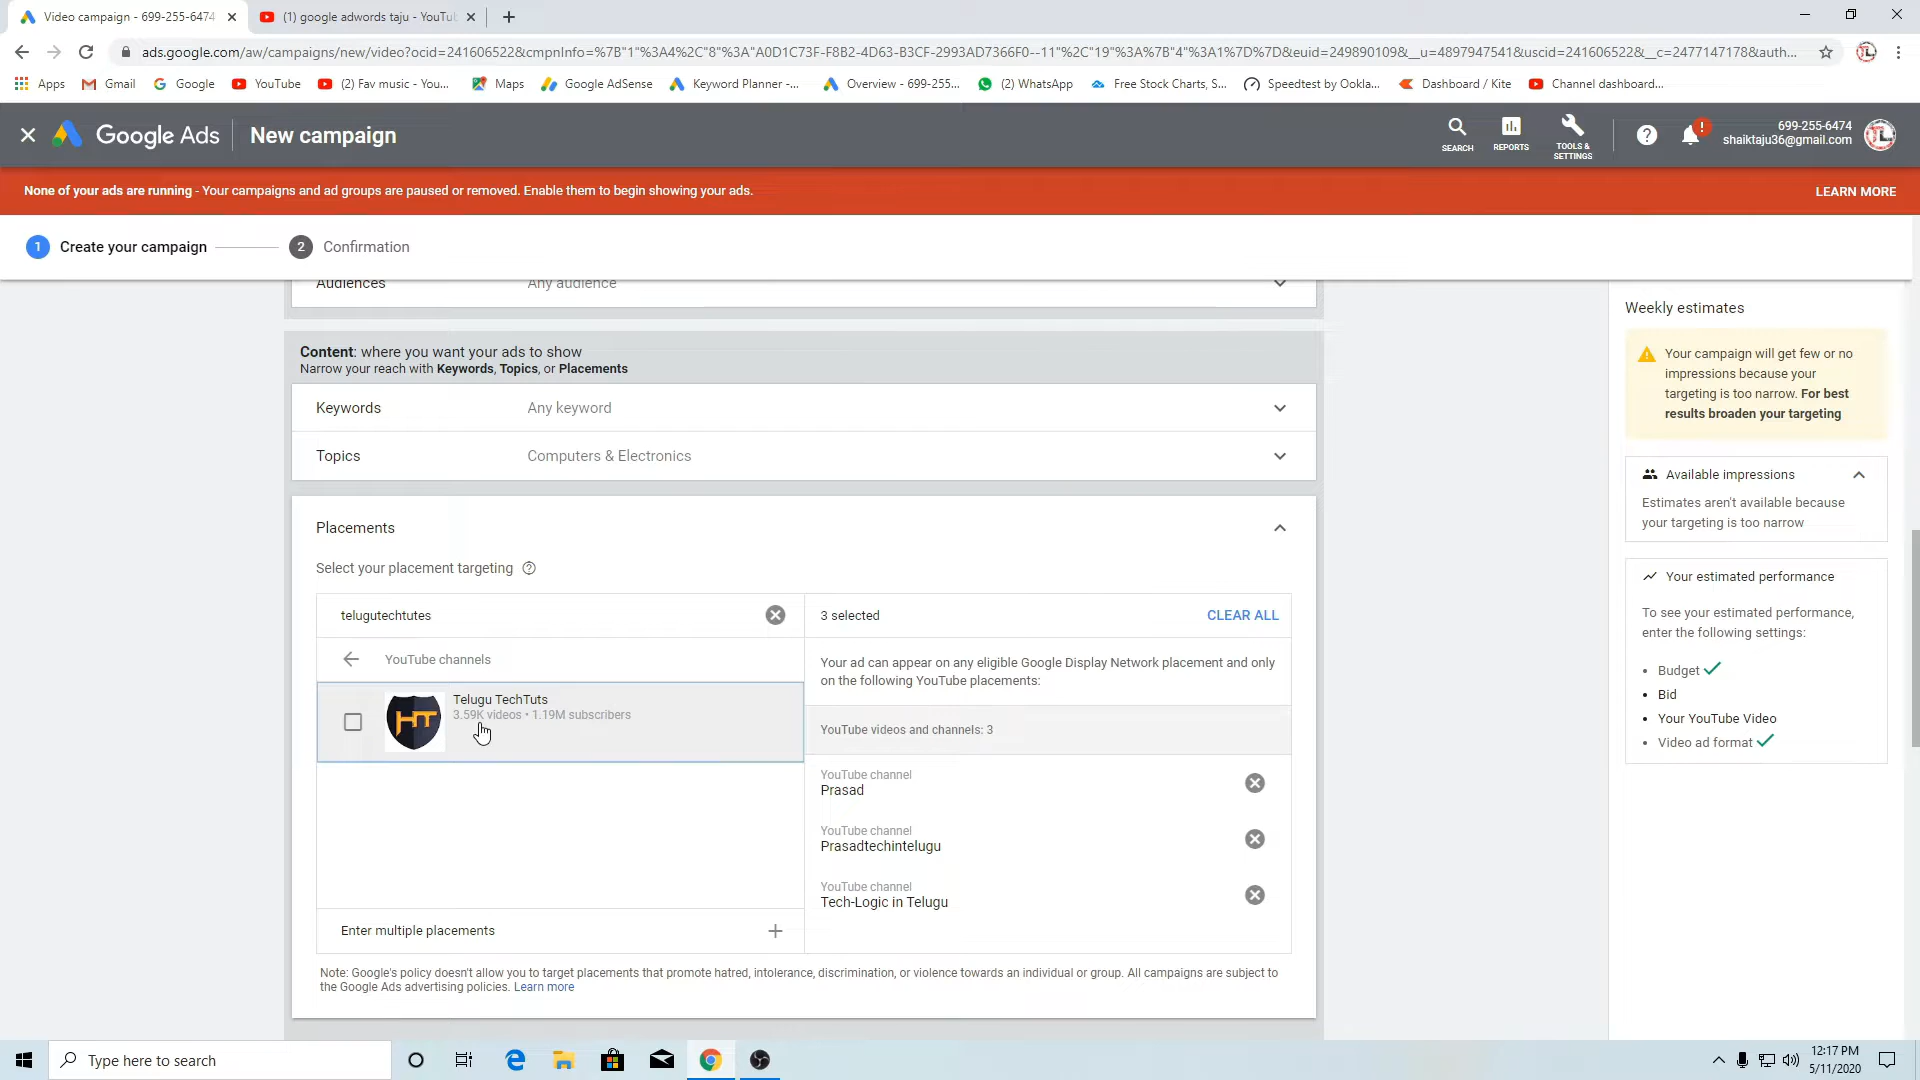 Video campaign - 699-255-6474
(1) google adwords taju - YouTu
ads.google.com/aw/campaigns/new/video?ocid=241606522&cmpnInfo=%7B"1"%3A4%2C"8"%3A"A0D1C73F-F8B2-4D63-B3CF-2993AD7366F0--11"%2C"19"%3A%7B"4"%3A1%7D%7D&euid=249890109&__u=4897947541&uscid=241606522&__c=2477147178&auth...
Apps
Gmail
Google
YouTube
(2) Fav music - You...
Maps
Google AdSense
Keyword Planner -...
Overview - 699-255...
(2) WhatsApp
Free Stock Charts, S...
Speedtest by Ookla...
Dashboard / Kite
Channel dashboard...
Google Ads
New campaign
SEARCH
REPORTS
TOOLS & SETTINGS
699-255-6474
shaiktaju36@gmail.com
None of your ads are running - Your campaigns and ad groups are paused or removed. Enable them to begin showing your ads.
LEARN MORE
1 Create your campaign
2 Confirmation
Audiences Any audience
Content: where you want your ads to show
Narrow your reach with Keywords, Topics, or Placements
Keywords Any keyword
Topics Computers & Electronics
Placements
Select your placement targeting
telugutechtutes
YouTube channels
Telugu TechTuts
3.59K videos • 1.19M subscribers
HT
Enter multiple placements
3 selected
CLEAR ALL
Your ad can appear on any eligible Google Display Network placement and only
on the following YouTube placements:
YouTube videos and channels: 3
YouTube channel
Prasad
YouTube channel
Prasadtechintelugu
YouTube channel
Tech-Logic in Telugu
Note: Google's policy doesn't allow you to target placements that promote hatred, intolerance, discrimination, or violence towards an individual or group. All campaigns are subject to
the Google Ads advertising policies. Learn more
Weekly estimates
Your campaign will get few or no
impressions because your
targeting is too narrow. For best
results broaden your targeting
Available impressions
Estimates aren't available because
your targeting is too narrow
Your estimated performance
To see your estimated performance,
enter the following settings:
Budget
Bid
Your YouTube Video
Video ad format
Type here to search
12:17 PM
5/11/2020